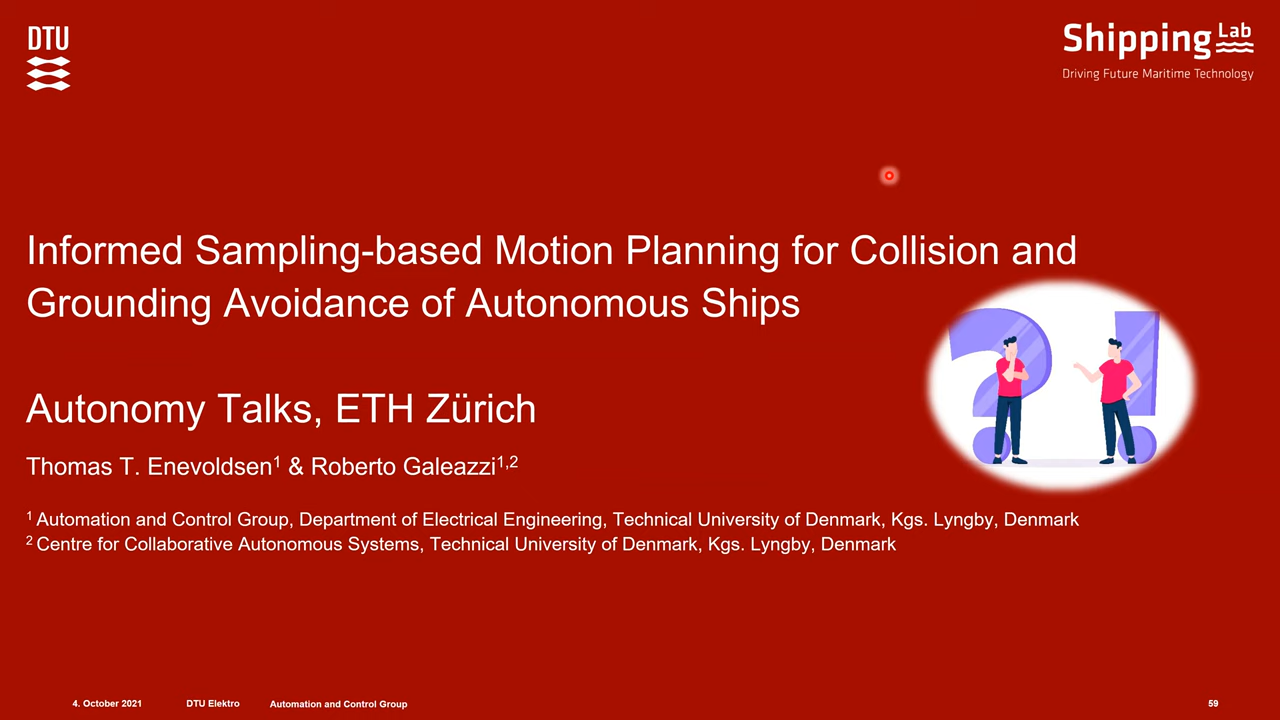 DTU
Shipping Lab
Driving Future Maritime Technology
Informed Sampling-based Motion Planning for Collision and
Grounding Avoidance of Autonomous Ships
?!
Autonomy Talks, ETH Zürich
Thomas T. Enevoldsen¹ & Roberto Galeazzi¹,²
¹ Automation and Control Group, Department of Electrical Engineering, Technical University of Denmark, Kgs. Lyngby, Denmark
² Centre for Collaborative Autonomous Systems, Technical University of Denmark, Kgs. Lyngby, Denmark
4. October 2021 DTU Elektro Automation and Control Group 59